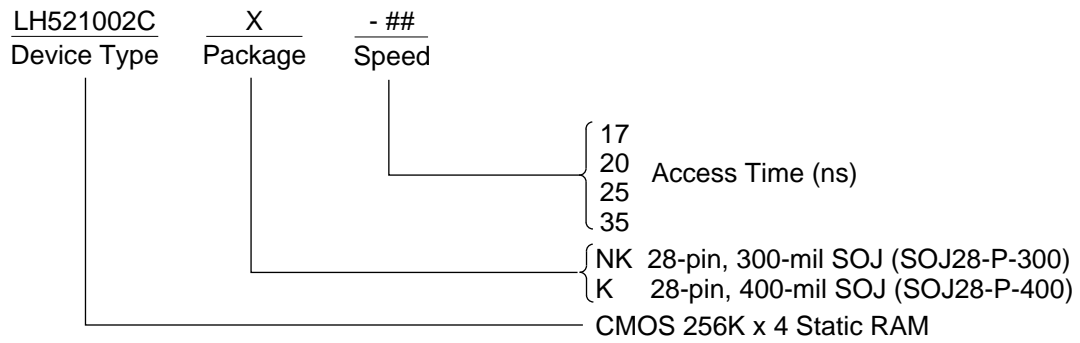 LH521002C X - ##
Device Type Package Speed
17
20
25
35
Access Time (ns)
NK 28-pin, 300-mil SOJ (SOJ28-P-300)
K 28-pin, 400-mil SOJ (SOJ28-P-400)
CMOS 256K x 4 Static RAM